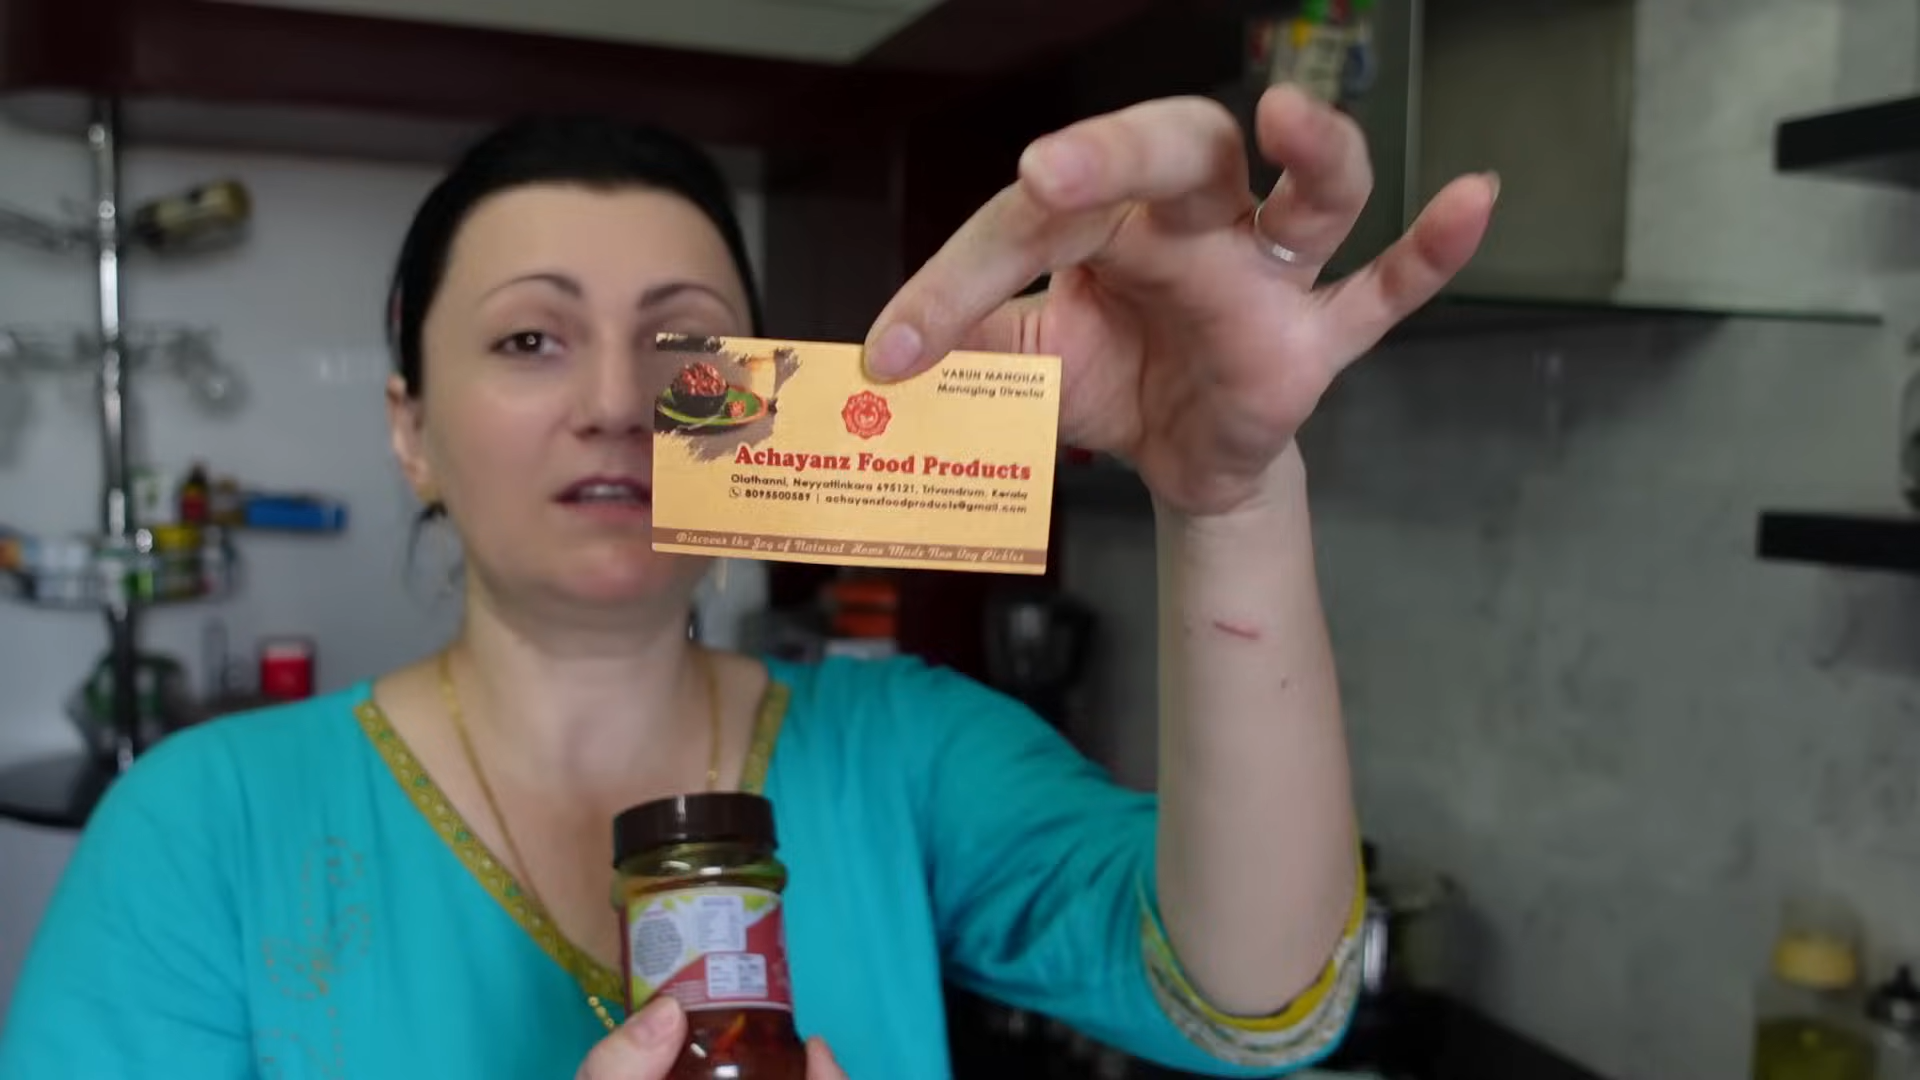 VARUN MANOHAR
Managing Director
Achayanz Food Products
Olathanni, Neyyattinkara 695121, Trivandrum, Kerala
8095500589 | achayanzfoodproducts@gmail.com
Discover the Joy of Natural Home Made Non Veg Pickles